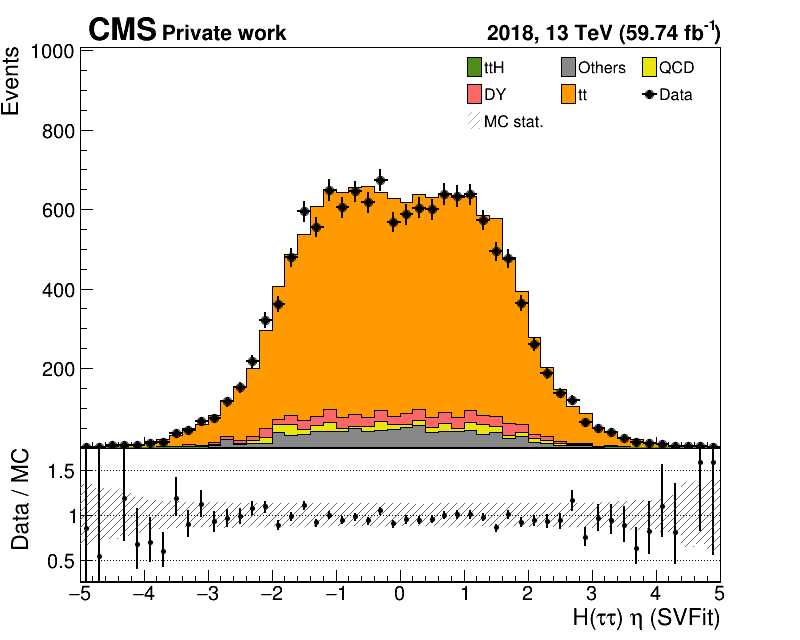 CMS Private work 2018, 13 TeV (59.74 fb⁻¹)
Events
1000
800
600
400
200
ttH Others QCD
DY tt Data
MC stat.
Data / MC
1.5
1
0.5
−5 −4 −3 −2 −1 0 1 2 3 4 5
H(ττ) η (SVFit)